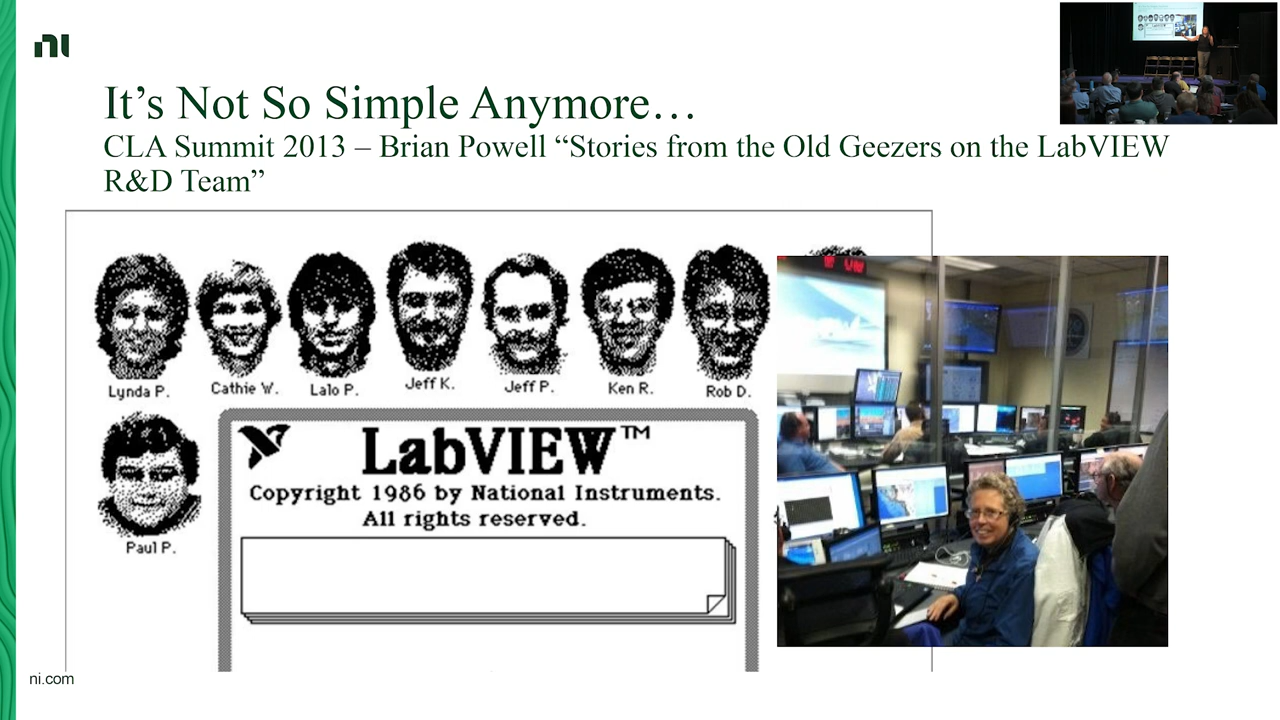 ni
It’s Not So Simple Anymore…
CLA Summit 2013 – Brian Powell “Stories from the Old Geezers on the LabVIEW
R&D Team”
Lynda P.
Cathie W.
Lalo P.
Jeff K.
Jeff P.
Ken R.
Rob D.
Paul P.
LabVIEW™
Copyright 1986 by National Instruments.
All rights reserved.
ni.com